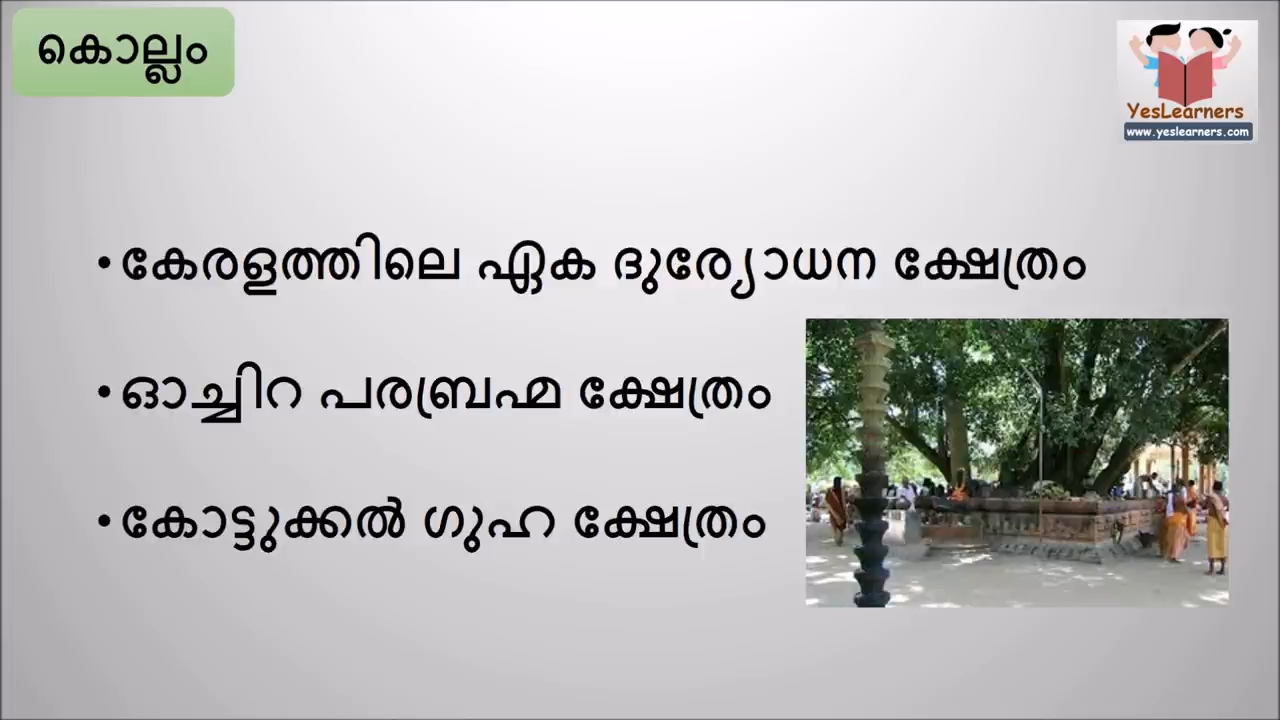 കൊല്ലം
YesLearners
www.yeslearners.com
• കേരളത്തിലെ ഏക ദുര്യോധന ക്ഷേത്രം
• ഓച്ചിറ പരബ്രഹ്മ ക്ഷേത്രം
• കോട്ടുക്കൽ ഗുഹ ക്ഷേത്രം